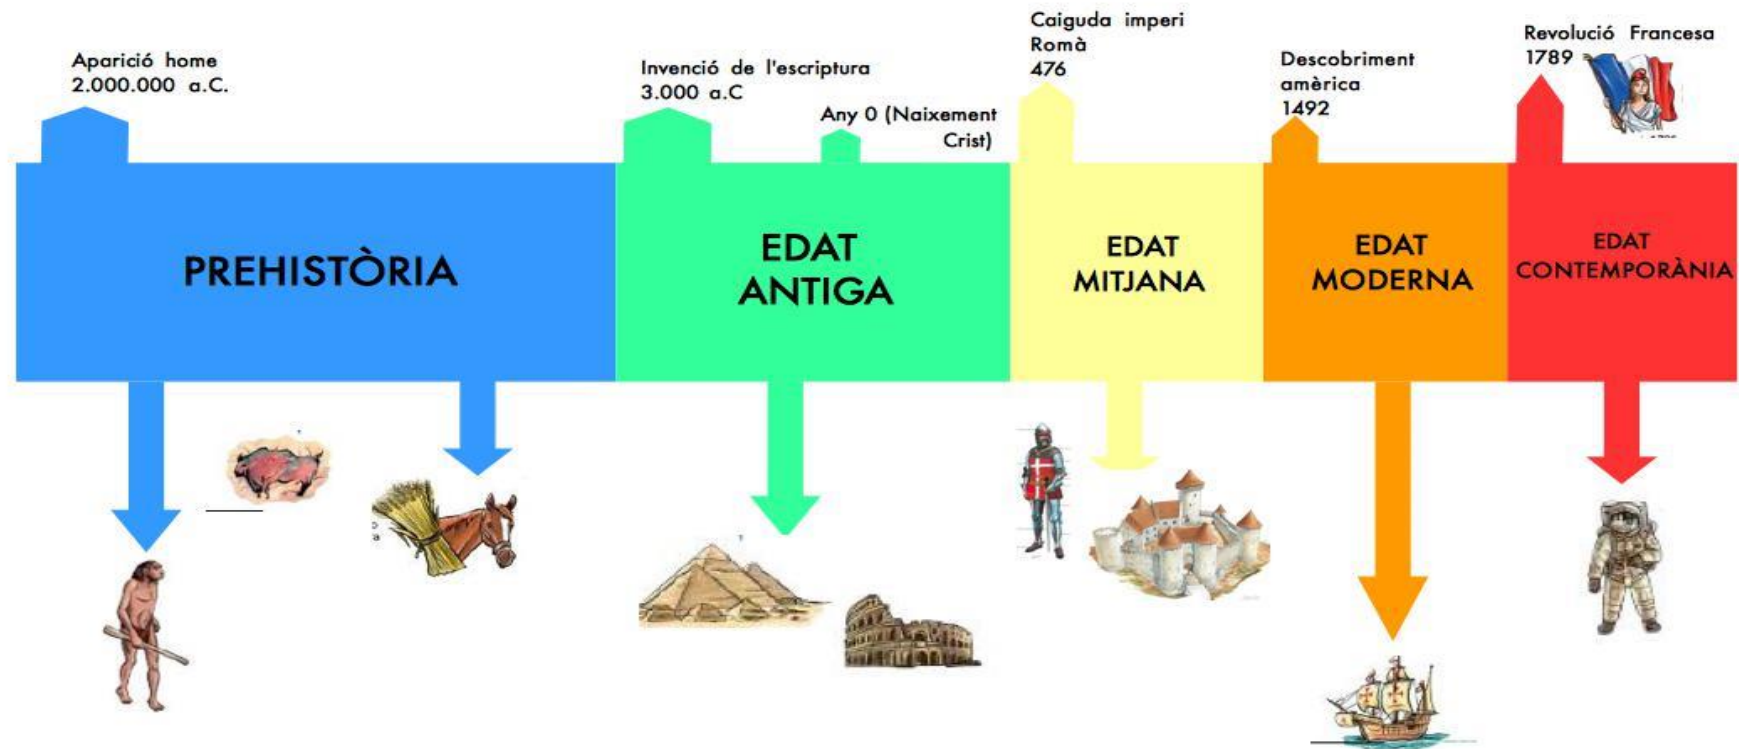 Aparició home
2.000.000 a.C.
Invenció de l'escriptura
3.000 a.C
Any 0 (Naixement
Crist)
Caiguda imperi
Romà
476
Descobriment
amèrica
1492
Revolució Francesa
1789
PREHISTÒRIA
EDAT
ANTIGA
EDAT
MITJANA
EDAT
MODERNA
EDAT
CONTEMPORÀNIA